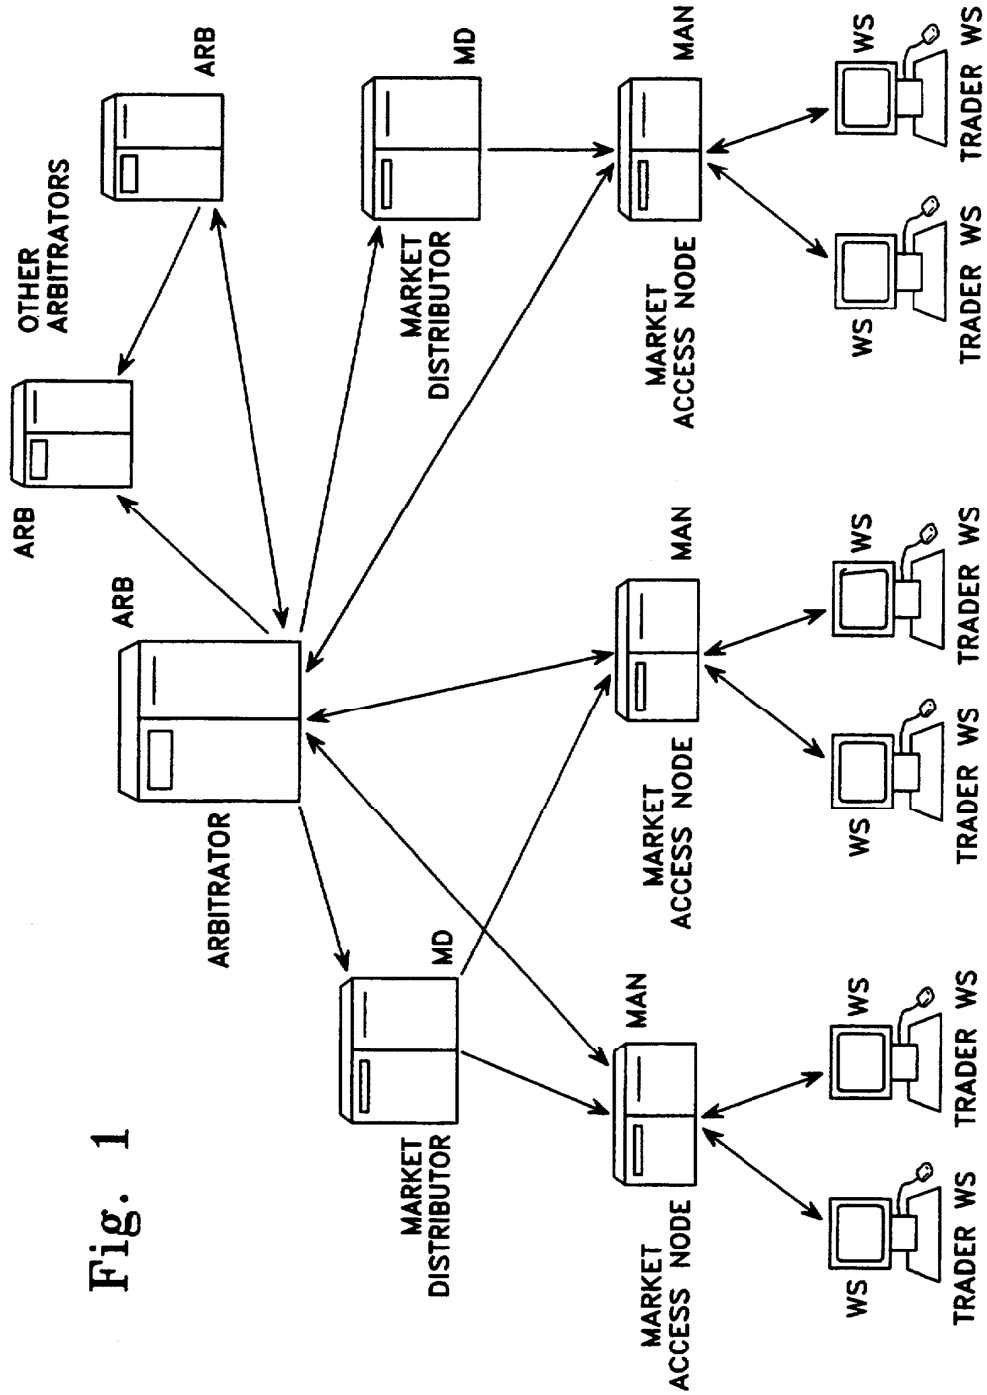 Fig. 1
ARB
OTHER
ARBITRATORS
ARB
ARB
ARBITRATOR
MARKET
DISTRIBUTOR
MD
MARKET
DISTRIBUTOR
MD
MARKET
ACCESS NODE
MAN
MARKET
ACCESS NODE
MAN
MARKET
ACCESS NODE
MAN
WS
WS
WS
WS
WS
WS
TRADER WS
TRADER WS
TRADER WS
TRADER WS
TRADER WS
TRADER WS